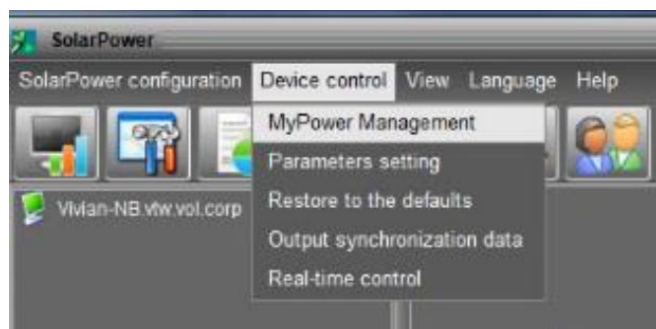 SolarPower
SolarPower configuration Device control View Language Help
MyPower Management
Parameters setting
Vivian-NB.vtw.vol.corp Restore to the defaults
Output synchronization data
Real-time control